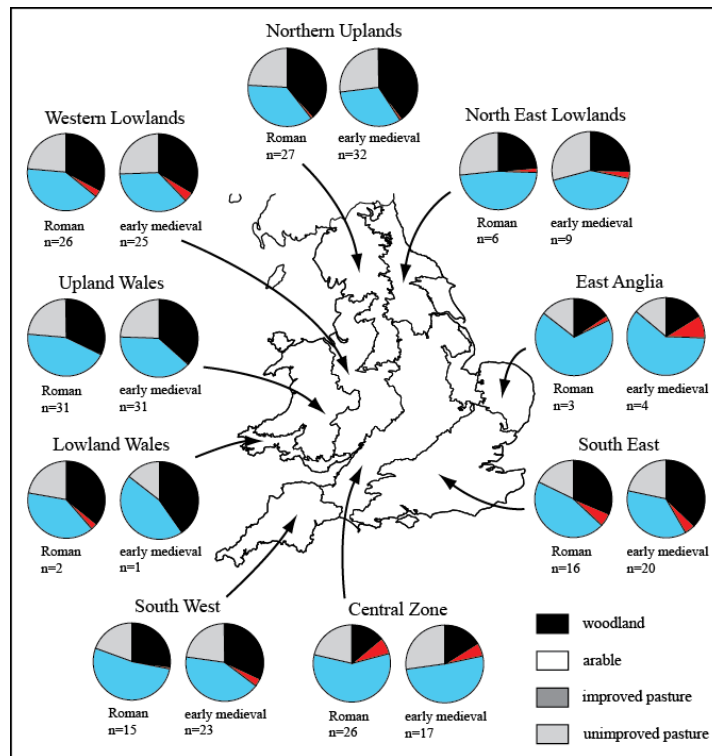 Northern Uplands
Roman
n=27
early medieval
n=32
Western Lowlands
Roman
n=26
early medieval
n=25
North East Lowlands
Roman
n=6
early medieval
n=9
Upland Wales
Roman
n=31
early medieval
n=31
East Anglia
Roman
n=3
early medieval
n=4
Lowland Wales
Roman
n=2
early medieval
n=1
South East
Roman
n=16
early medieval
n=20
South West
Roman
n=15
early medieval
n=23
Central Zone
Roman
n=26
early medieval
n=17
woodland
arable
improved pasture
unimproved pasture